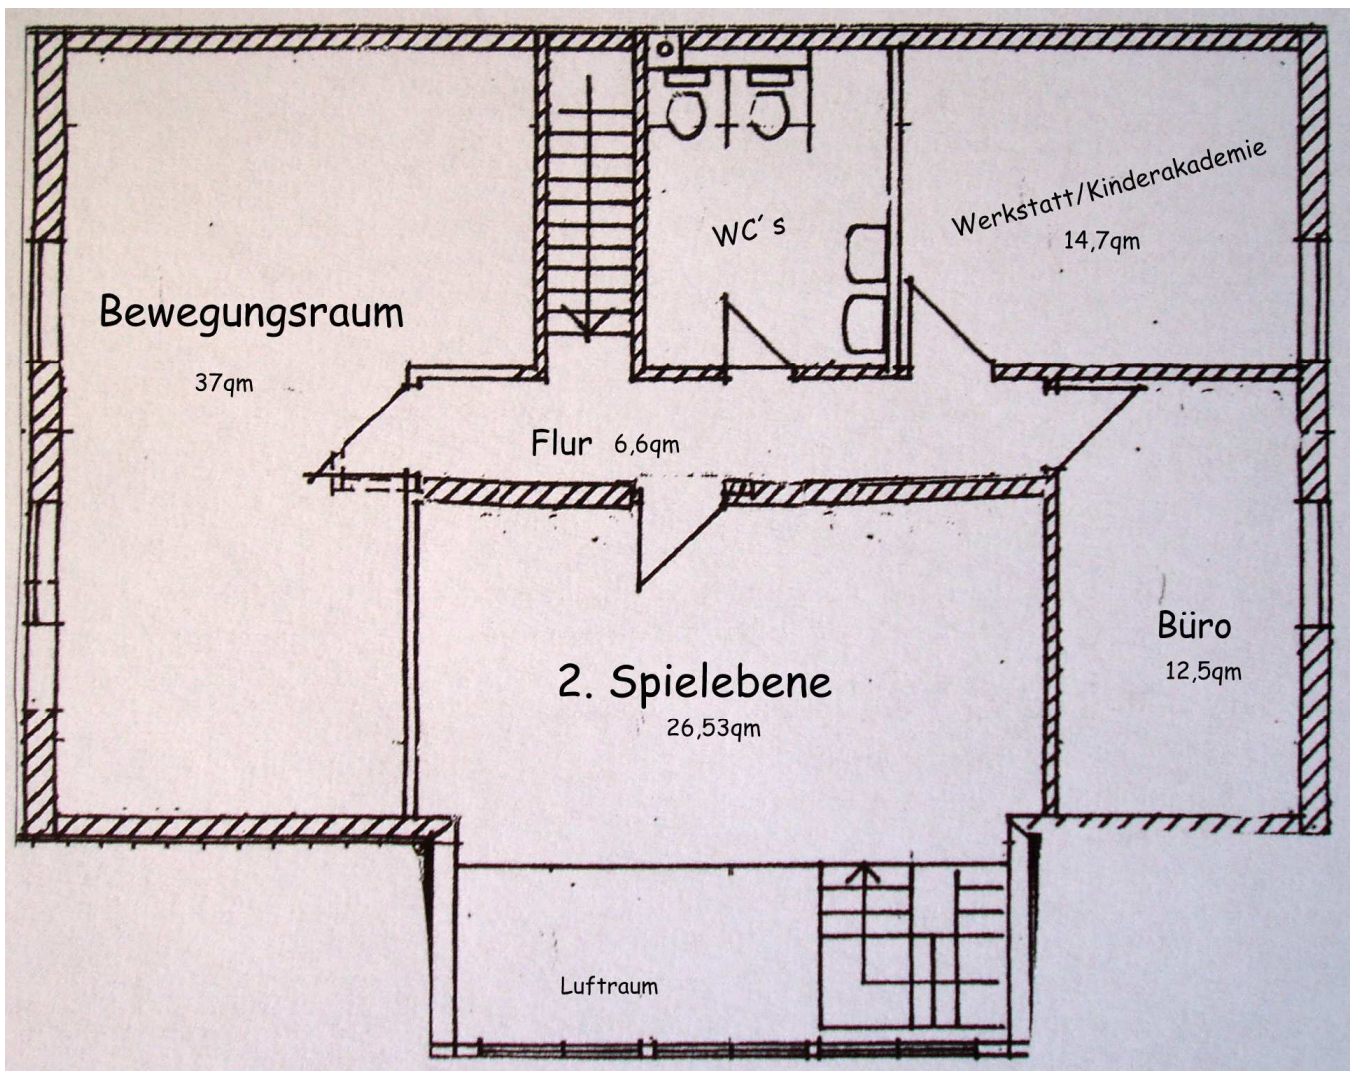 WC´s
Werkstatt/Kinderakademie
14,7qm
Bewegungsraum
37qm
Flur 6,6qm
Büro
12,5qm
2. Spielebene
26,53qm
Luftraum